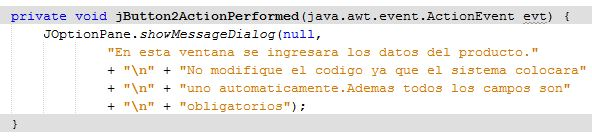 private void jButton2ActionPerformed(java.awt.event.ActionEvent evt) {
JOptionPane.showMessageDialog(null,
"En esta ventana se ingresara los datos del producto."
+ "\n" + "No modifique el codigo ya que el sistema colocara"
+ "\n" + "uno automaticamente.Ademas todos los campos son"
+ "\n" + "obligatorios");
}